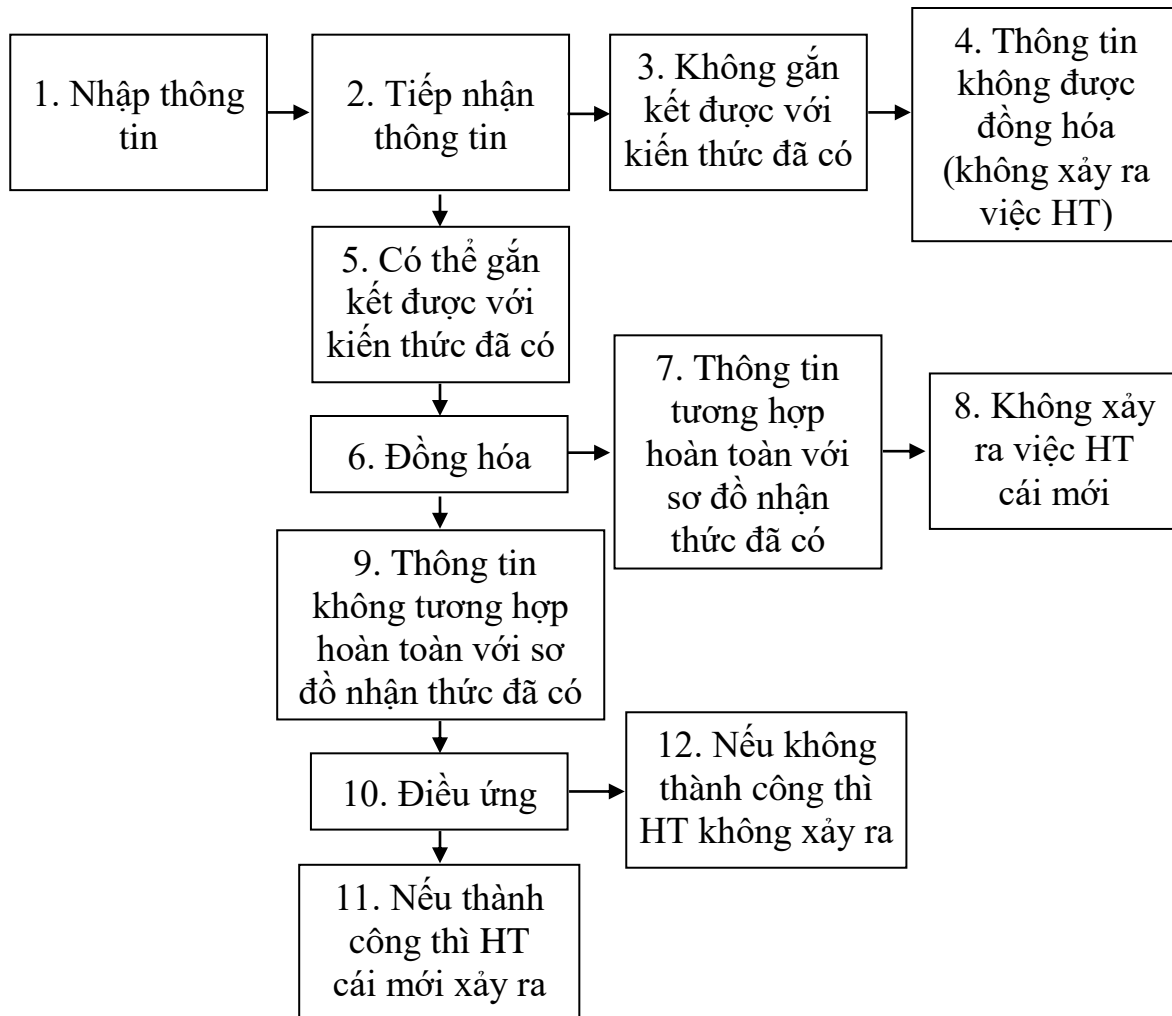 1. Nhập thông
tin
2. Tiếp nhận
thông tin
3. Không gắn
kết được với
kiến thức đã có
4. Thông tin
không được
đồng hóa
(không xảy ra
việc HT)
5. Có thể gắn
kết được với
kiến thức đã có
6. Đồng hóa
7. Thông tin
tương hợp
hoàn toàn với
sơ đồ nhận
thức đã có
8. Không xảy
ra việc HT
cái mới
9. Thông tin
không tương hợp
hoàn toàn với sơ
đồ nhận thức đã có
10. Điều ứng
12. Nếu không
thành công thì
HT không xảy ra
11. Nếu thành
công thì HT
cái mới xảy ra